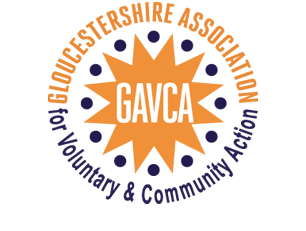 GLOUCESTERSHIRE ASSOCIATION
GAVCA
for Voluntary & Community Action